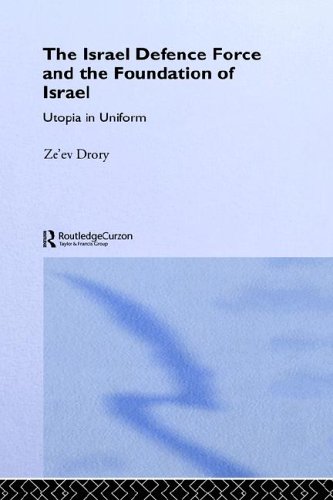 The Israel Defence Force
and the Foundation of
Israel
Utopia in Uniform
Ze'ev Drory
RoutledgeCurzon
Taylor & Francis Group